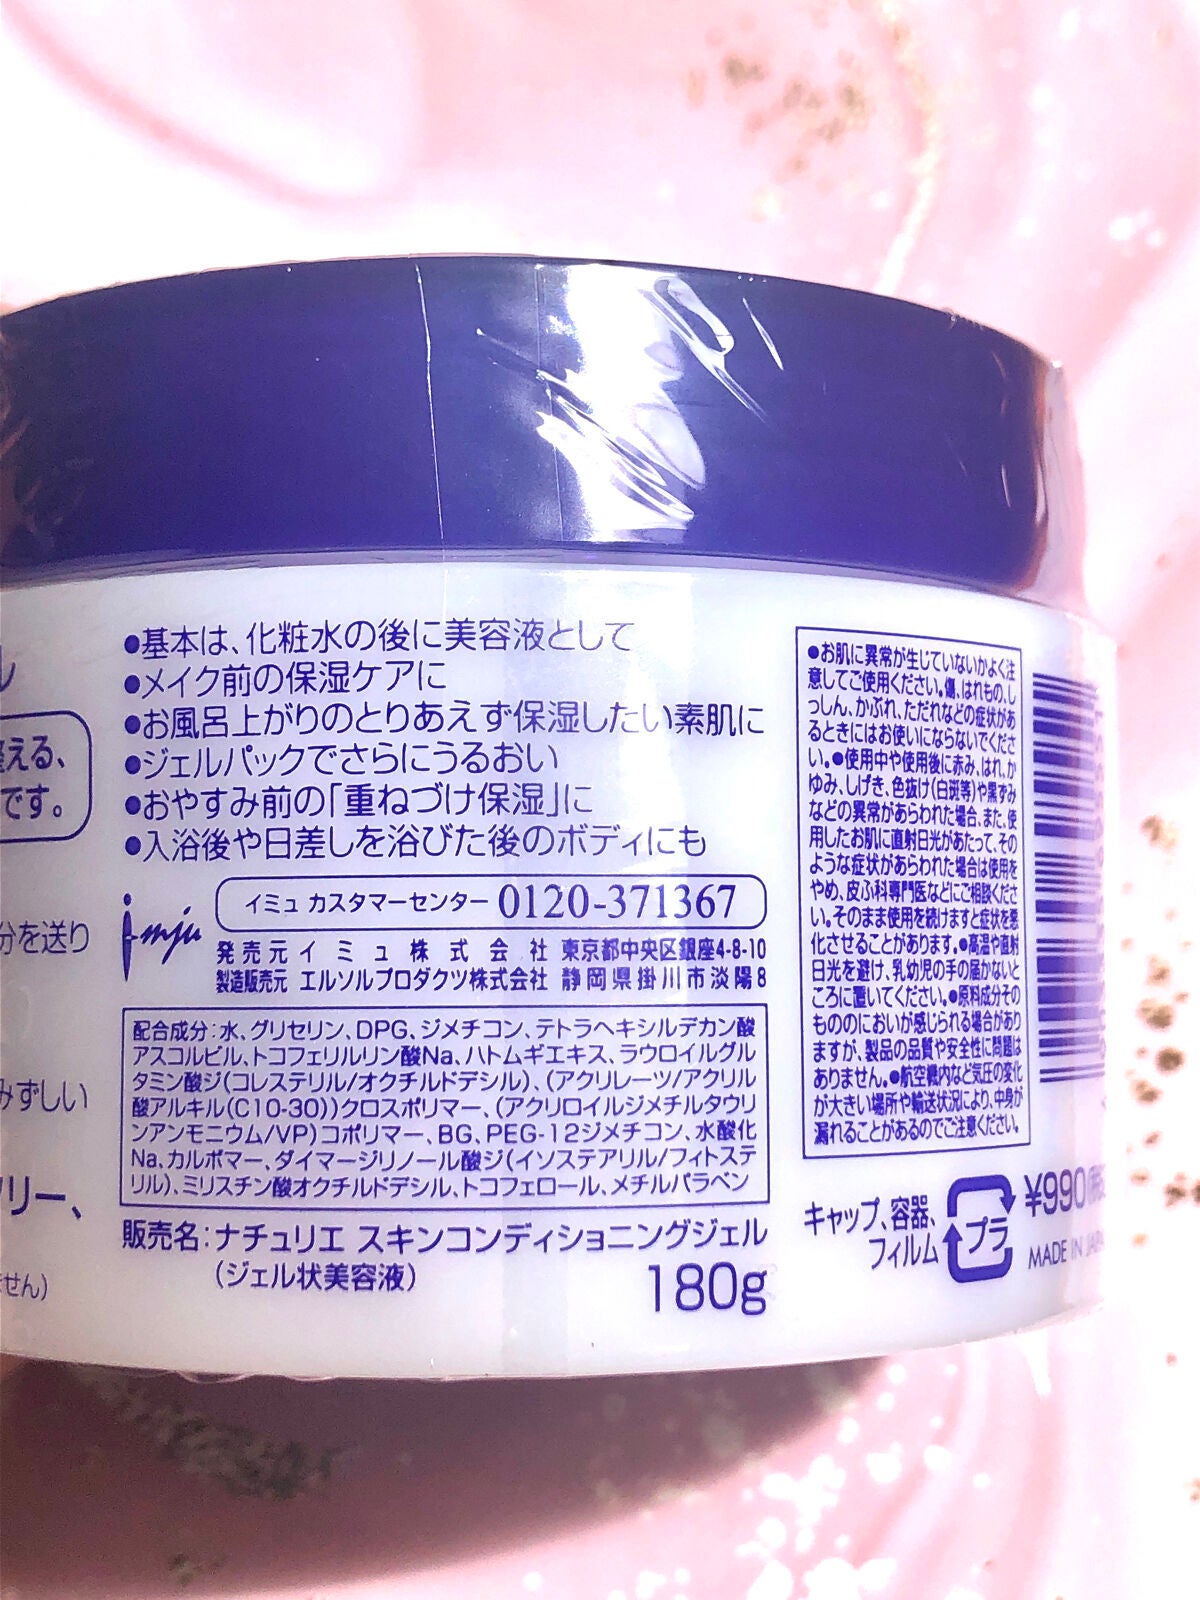 ル
整える、
です。
分を送り
みずしい
フリー、
ません)
●基本は、化粧水の後に美容液として
●メイク前の保湿ケアに
●お風呂上がりのとりあえず保湿したい素肌に
●ジェルパックでさらにうるおい
●おやすみ前の「重ねづけ保湿」に
●入浴後や日差しを浴びた後のボディにも
imju
イミュ カスタマーセンター 0120-371367
発売元 イミュ株式会社 東京都中央区銀座4-8-10
製造販売元 エルソルプロダクツ株式会社 静岡県掛川市淡陽8
配合成分:水、グリセリン、DPG、ジメチコン、テトラヘキシルデカン酸
アスコルビル、トコフェリルリン酸Na、ハトムギエキス、ラウロイルグル
タミン酸ジ(コレステリル/オクチルドデシル)、(アクリレーツ/アクリル
酸アルキル(C10-30))クロスポリマー、(アクリロイルジメチルタウリ
ンアンモニウム/VP)コポリマー、BG、PEG-12ジメチコン、水酸化
Na、カルボマー、ダイマージリノール酸ジ(イソステアリル/フィトステ
リル)、ミリスチン酸オクチルドデシル、トコフェロール、メチルパラベン
販売名:ナチュリエ スキンコンディショニングジェル
(ジェル状美容液)
180g
●お肌に異常が生じていないかよく注
意してご使用ください。傷、はれもの、し
っしん、かぶれ、ただれなどの症状があ
るときにはお使いにならないでくださ
い。●使用中や使用後に赤み、はれ、か
ゆみ、しげき、色抜け(白斑等)や黒ずみ
などの異常があらわれた場合、また、使
用したお肌に直射日光があたって、その
ような症状があらわれた場合は使用を
やめ、皮ふ科専門医などにご相談くださ
い。そのまま使用を続けますと症状を悪
化させることがあります。●高温や直射
日光を避け、乳幼児の手の届かないと
ころに置いてください。●原料成分その
もののにおいが感じられる場合があり
ますが、製品の品質や安全性に問題は
ありません。●航空機内など気圧の変化
が大きい場所や輸送状況により、中身が
漏れることがあるのでご注意ください。
キャップ、容器、
フィルム
プラ
¥990
MADE IN